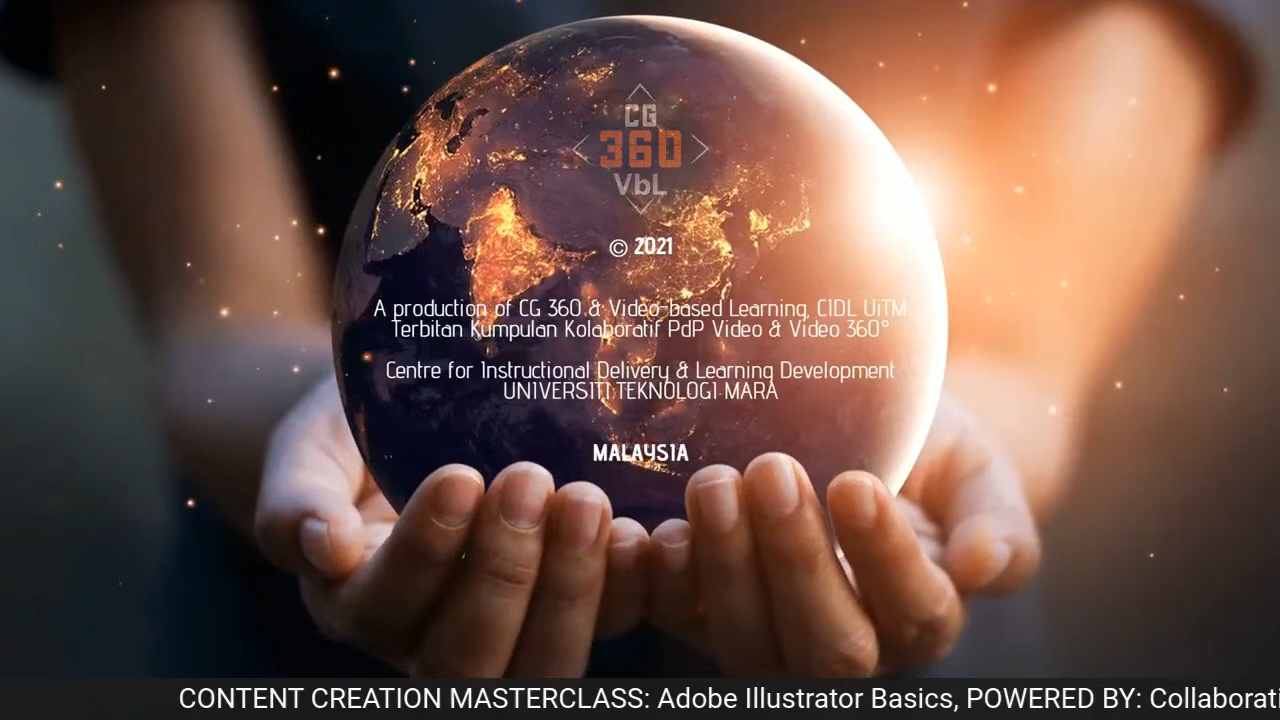 CG
360
VbL
© 2021
A production of CG 360 & Video-based Learning, CIDL UiTM
Terbitan Kumpulan Kolaboratif PdP Video & Video 360°
Centre for Instructional Delivery & Learning Development
UNIVERSITI TEKNOLOGI MARA
MALAYSIA
CONTENT CREATION MASTERCLASS: Adobe Illustrator Basics, POWERED BY: Collaborati